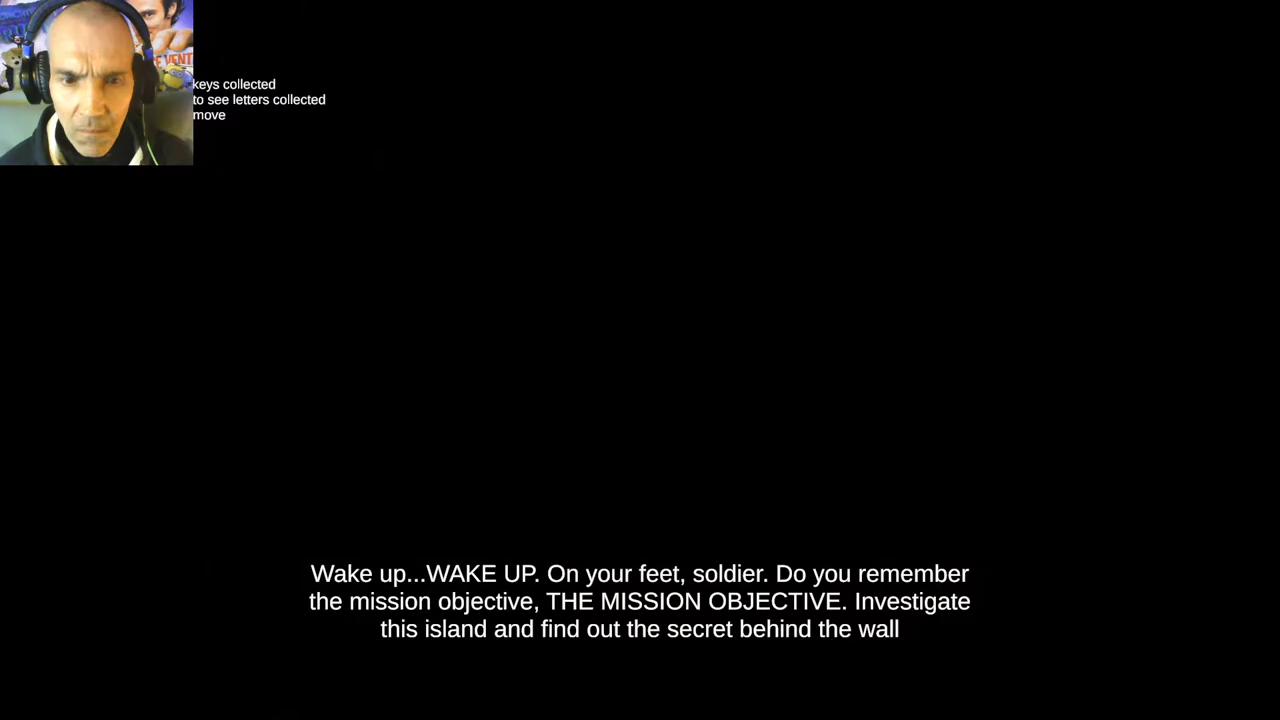 VENT
keys collected
to see letters collected
move
Wake up...WAKE UP. On your feet, soldier. Do you remember
the mission objective, THE MISSION OBJECTIVE. Investigate
this island and find out the secret behind the wall